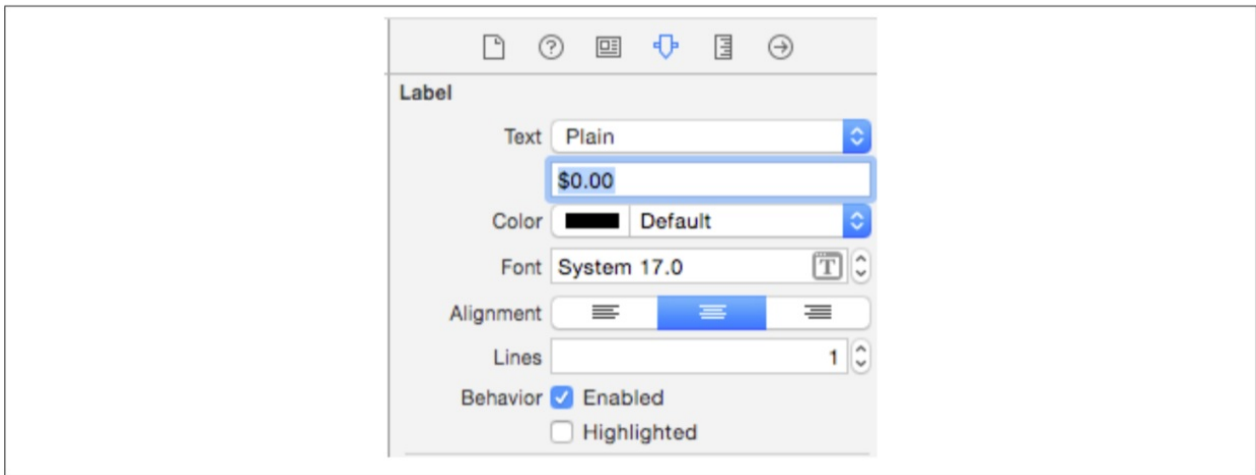 Label
Text Plain
$0.00
Color Default
Font System 17.0 T
Alignment
Lines 1
Behavior Enabled
Highlighted